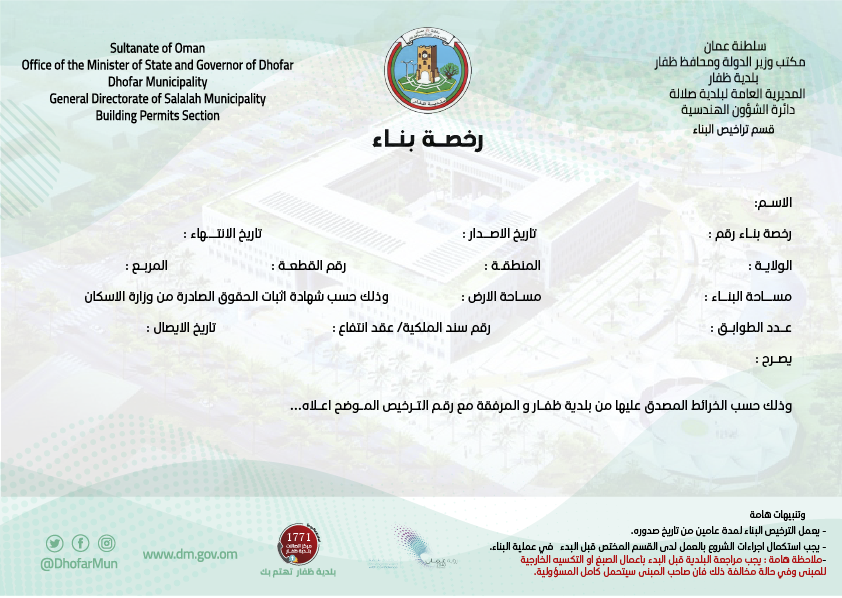 Sultanate of Oman
Office of the Minister of State and Governor of Dhofar
Dhofar Municipality
General Directorate of Salalah Municipality
Building Permits Section
سلطنة عمان
مكتب وزير الدولة ومحافظ ظفار
بلدية ظفار
المديرية العامة لبلدية صلالة
دائرة الشؤون الهندسية
قسم تراخيص البناء
رخصة بناء
الاسم:
رخصة بناء رقم : تاريخ الاصدار : تاريخ الانتهاء :
الولاية : المنطقة : رقم القطعة : المربع :
مساحة البناء : مساحة الارض : وذلك حسب شهادة اثبات الحقوق الصادرة من وزارة الاسكان
عدد الطوابق : رقم سند الملكية/ عقد انتفاع : تاريخ الايصال :
يصرح :
وذلك حسب الخرائط المصدق عليها من بلدية ظفار و المرفقة مع رقم الترخيص الموضح اعلاه...
وتنبيهات هامة
- يعمل الترخيص البناء لمدة عامين من تاريخ صدوره.
- يجب استكمال اجراءات الشروع بالعمل لدى القسم المختص قبل البدء في عملية البناء.
-ملاحظة هامة : يجب مراجعة البلدية قبل البدء باعمال الصبغ او التكسيه الخارجية
للمبنى وفي حالة مخالفة ذلك فان صاحب المبنى سيتحمل كامل المسؤولية.
1771
مركز اتصالات
بلدية ظفار
بلدية ظفار تهتم بك
www.dm.gov.om
@DhofarMun